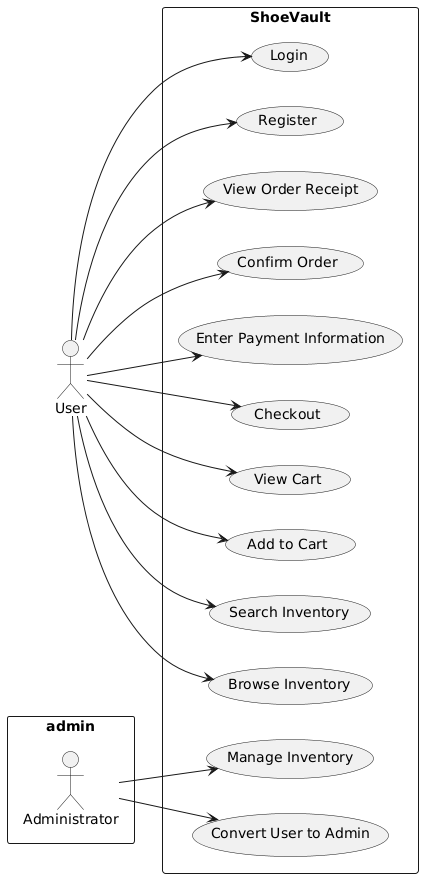 ShoeVault
Login
Register
View Order Receipt
Confirm Order
Enter Payment Information
User
Checkout
View Cart
Add to Cart
Search Inventory
Browse Inventory
admin
Manage Inventory
Administrator
Convert User to Admin